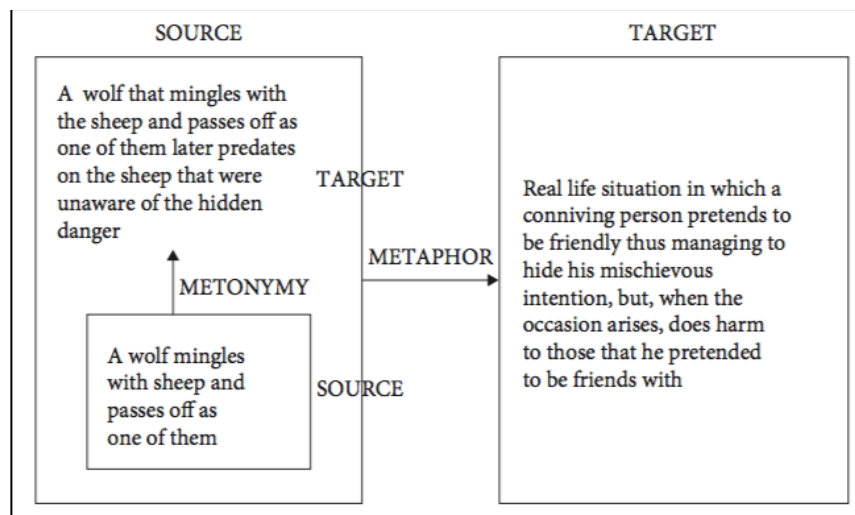 SOURCE
TARGET
A wolf that mingles with
the sheep and passes off as
one of them later predates
on the sheep that were
unaware of the hidden
danger
TARGET
METONYMY
A wolf mingles
with sheep and
passes off as
one of them
SOURCE
METAPHOR
Real life situation in which a
conniving person pretends to
be friendly thus managing to
hide his mischievous
intention, but, when the
occasion arises, does harm
to those that he pretended
to be friends with